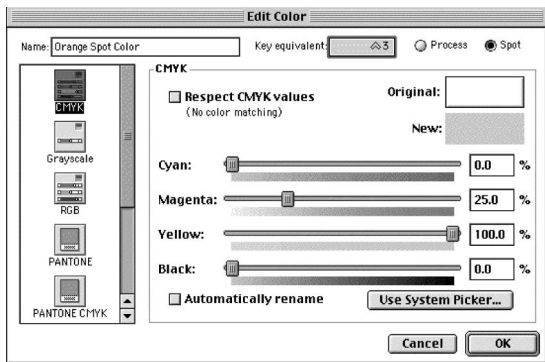 Edit Color
Name: Orange Spot Color Key equivalent: 3 Process Spot
CMYK
CMYK
Respect CMYK values Original:
(No color matching)
New:
Grayscale
Cyan: 0.0 %
RGB
Magenta: 25.0 %
Yellow: 100.0 %
PANTONE
Black: 0.0 %
PANTONE CMYK
Automatically rename Use System Picker...
Cancel OK